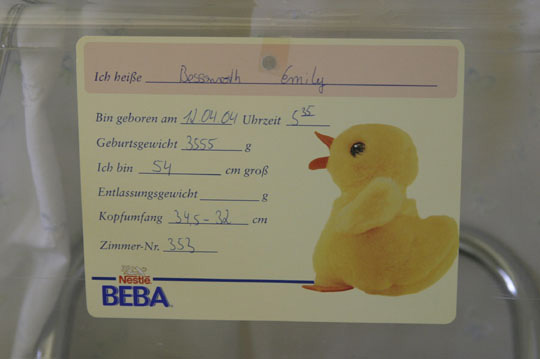 Ich heiße Bosenworth Emily
Bin geboren am 12 04 04 Uhrzeit 5 35
Geburtsgewicht 3555 g
Ich bin 54 cm groß
Entlassungsgewicht g
Kopfumfang 34,5 - 32 cm
Zimmer-Nr. 353
Nestlé
BEBA